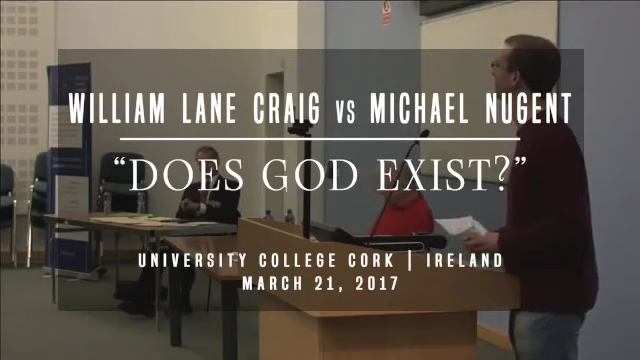 WILLIAM LANE CRAIG VS MICHAEL NUGENT
“DOES GOD EXIST?”
UNIVERSITY COLLEGE CORK | IRELAND
MARCH 21, 2017